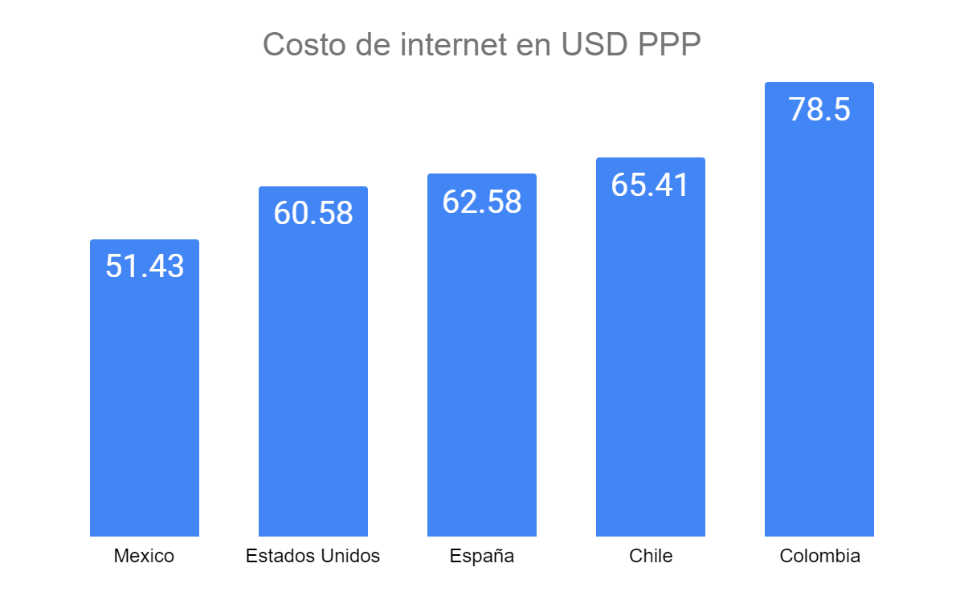 Costo de internet en USD PPP
51.43
60.58
62.58
65.41
78.5
Mexico
Estados Unidos
España
Chile
Colombia